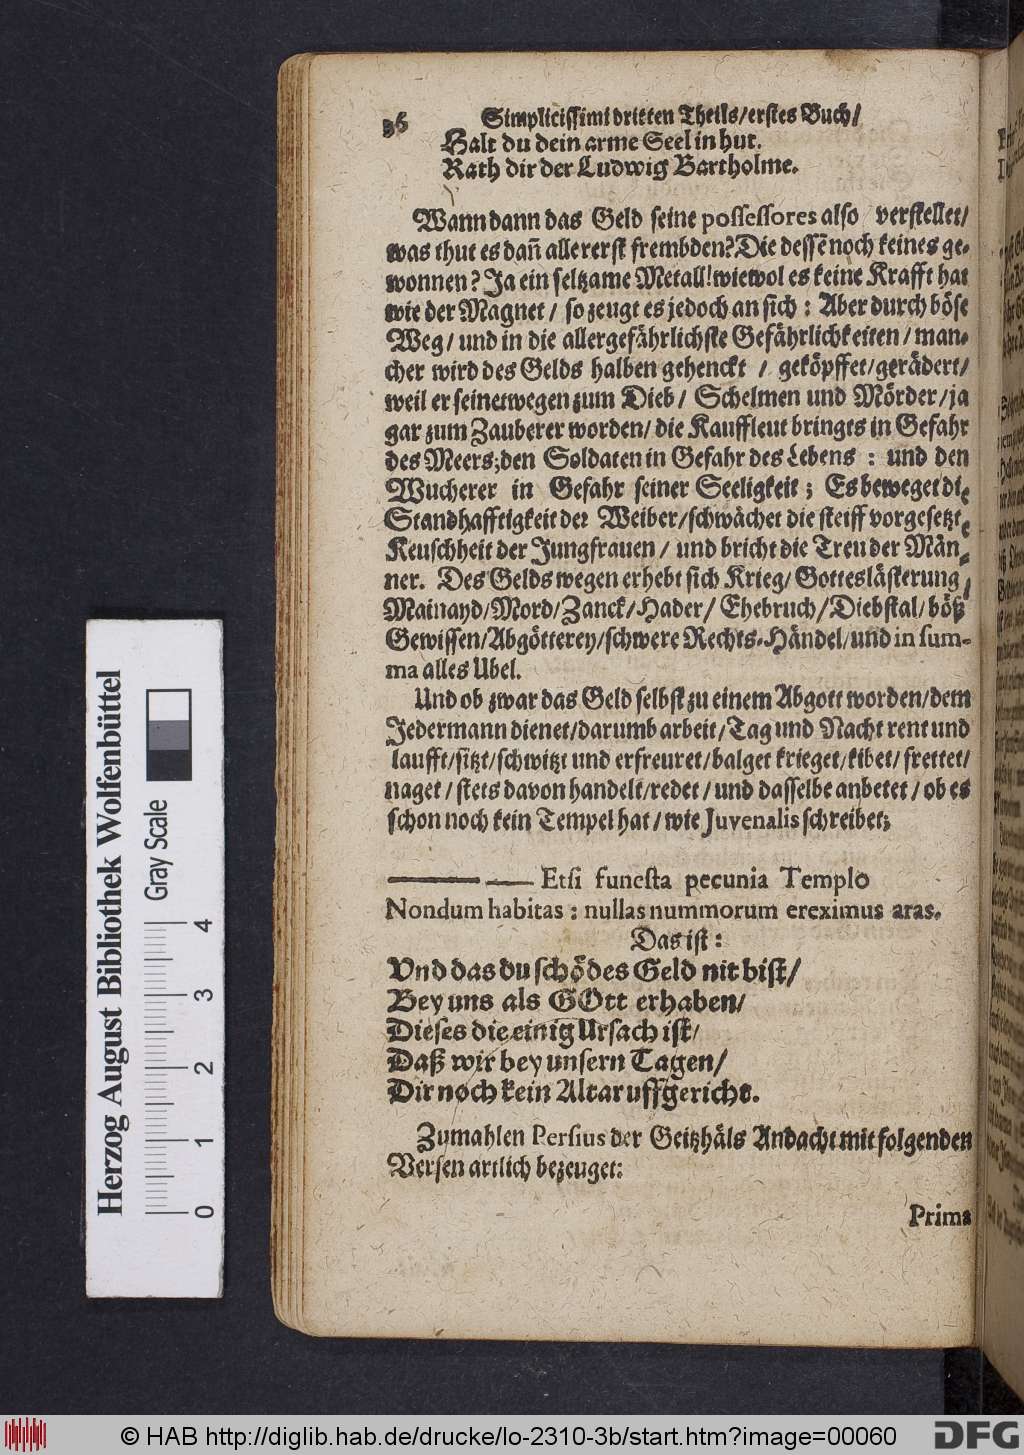 36 Simplicissimi dritten Theils/erstes Buch/
Halt du dein arme Seel in hut.
Rath dir der Ludwig Bartholme.
Wann dann das Geld seine possessores also verstellet/
was thut es dañ allererst frembden? Die dessẽ noch keines ge-
wonnen? Ja ein seltzame Metall! wiewol es keine Krafft hat
wie der Magnet / so zeugt es jedoch an sich : Aber durch böse
Weg / und in die allergefährlichste Gefährlichkeiten / man-
cher wird des Gelds halben gehenckt / geköpffet/gerädert/
weil er seinetwegen zum Dieb / Schelmen und Mörder/ja
gar zum Zauberer worden/ die Kauffleut bringts in Gefahr
des Meers;den Soldaten in Gefahr des Lebens : und den
Wucherer in Gefahr seiner Seeligkeit ; Es beweget die
Standhafftigkeit der Weiber/schwächet die steiff vorgesetzte
Keuschheit der Jungfrauen / und bricht die Treu der Män-
ner. Des Gelds wegen erhebt sich Krieg/ Gotteslästerung/
Mainayd/Mord/Zanck/Hader/ Ehebruch/Diebstal/böß
Gewissen/Abgötterey/schwere Rechts-Händel/und in sum-
ma alles Ubel.
Und ob zwar das Geld selbst zu einem Abgott worden/dem
Jedermann dienet/darumb arbeit/Tag und Nacht rent und
laufft/sitzt/schwitzt und erfreuret/balget krieget/kibet/frettet/
naget / stets davon handelt/redet / und dasselbe anbetet / ob es
schon noch kein Tempel hat / wie Juvenalis schreibet;
Etsi funesta pecunia Templo
Nondum habitas : nullas nummorum ereximus aras.
Das ist :
Vnd das du schödes Geld nit bist/
Bey uns als GOtt erhaben/
Dieses die einig Ursach ist/
Daß wir bey unsern Tagen/
Dir noch kein Altar uffgericht.
Zumahlen Persius der Geitzhäls Andacht mit folgenden
Versen artlich bezeuget:
Prima
Herzog August Bibliothek Wolfenbüttel
Gray Scale
0 1 2 3 4
© HAB http://diglib.hab.de/drucke/lo-2310-3b/start.htm?image=00060
DFG